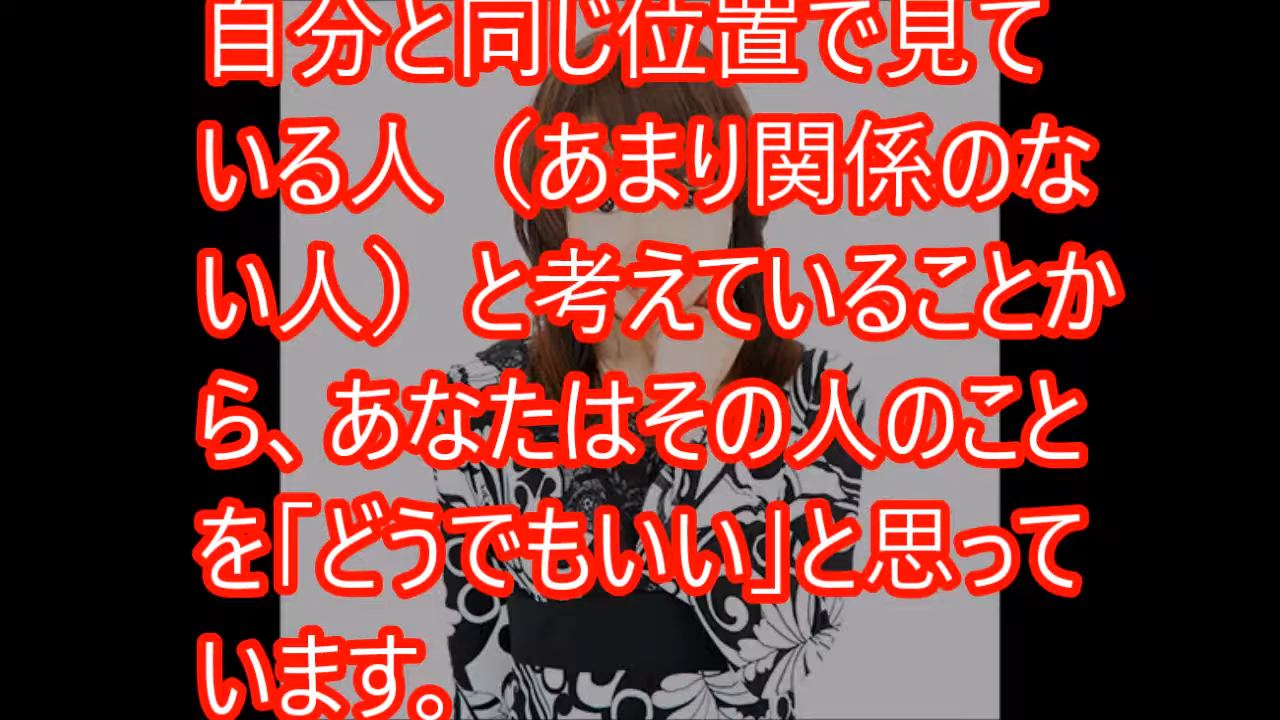 自分と同じ位置で見て
いる人（あまり関係のな
い人）と考えていることか
ら、あなたはその人のこと
を「どうでもいい」と思って
います。